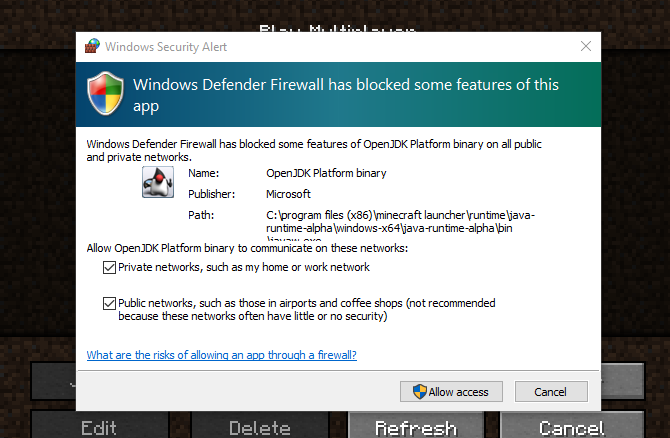 Play Multiplayer
Windows Security Alert
Windows Defender Firewall has blocked some features of this
app
Windows Defender Firewall has blocked some features of OpenJDK Platform binary on all public
and private networks.
Name: OpenJDK Platform binary
Publisher: Microsoft
Path: C:\program files (x86)\minecraft launcher\runtime\java-
runtime-alpha\windows-x64\java-runtime-alpha\bin
\javaw.exe
Allow OpenJDK Platform binary to communicate on these networks:
Private networks, such as my home or work network
Public networks, such as those in airports and coffee shops (not recommended
because these networks often have little or no security)
What are the risks of allowing an app through a firewall?
Allow access Cancel
Edit Delete Refresh Cancel